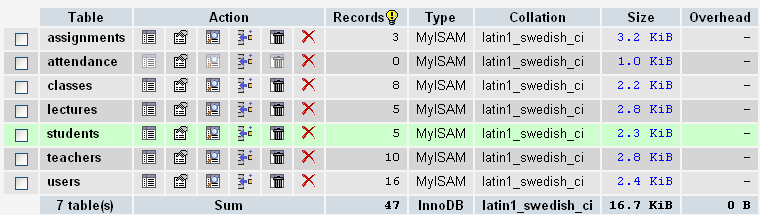 Table Action Records Type Collation Size Overhead
assignments 3 MyISAM latin1_swedish_ci 3.2 KiB -
attendance 0 MyISAM latin1_swedish_ci 1.0 KiB -
classes 8 MyISAM latin1_swedish_ci 2.2 KiB -
lectures 5 MyISAM latin1_swedish_ci 2.8 KiB -
students 5 MyISAM latin1_swedish_ci 2.3 KiB -
teachers 10 MyISAM latin1_swedish_ci 2.8 KiB -
users 16 MyISAM latin1_swedish_ci 2.4 KiB -
7 table(s) Sum 47 InnoDB latin1_swedish_ci 16.7 KiB 0 B